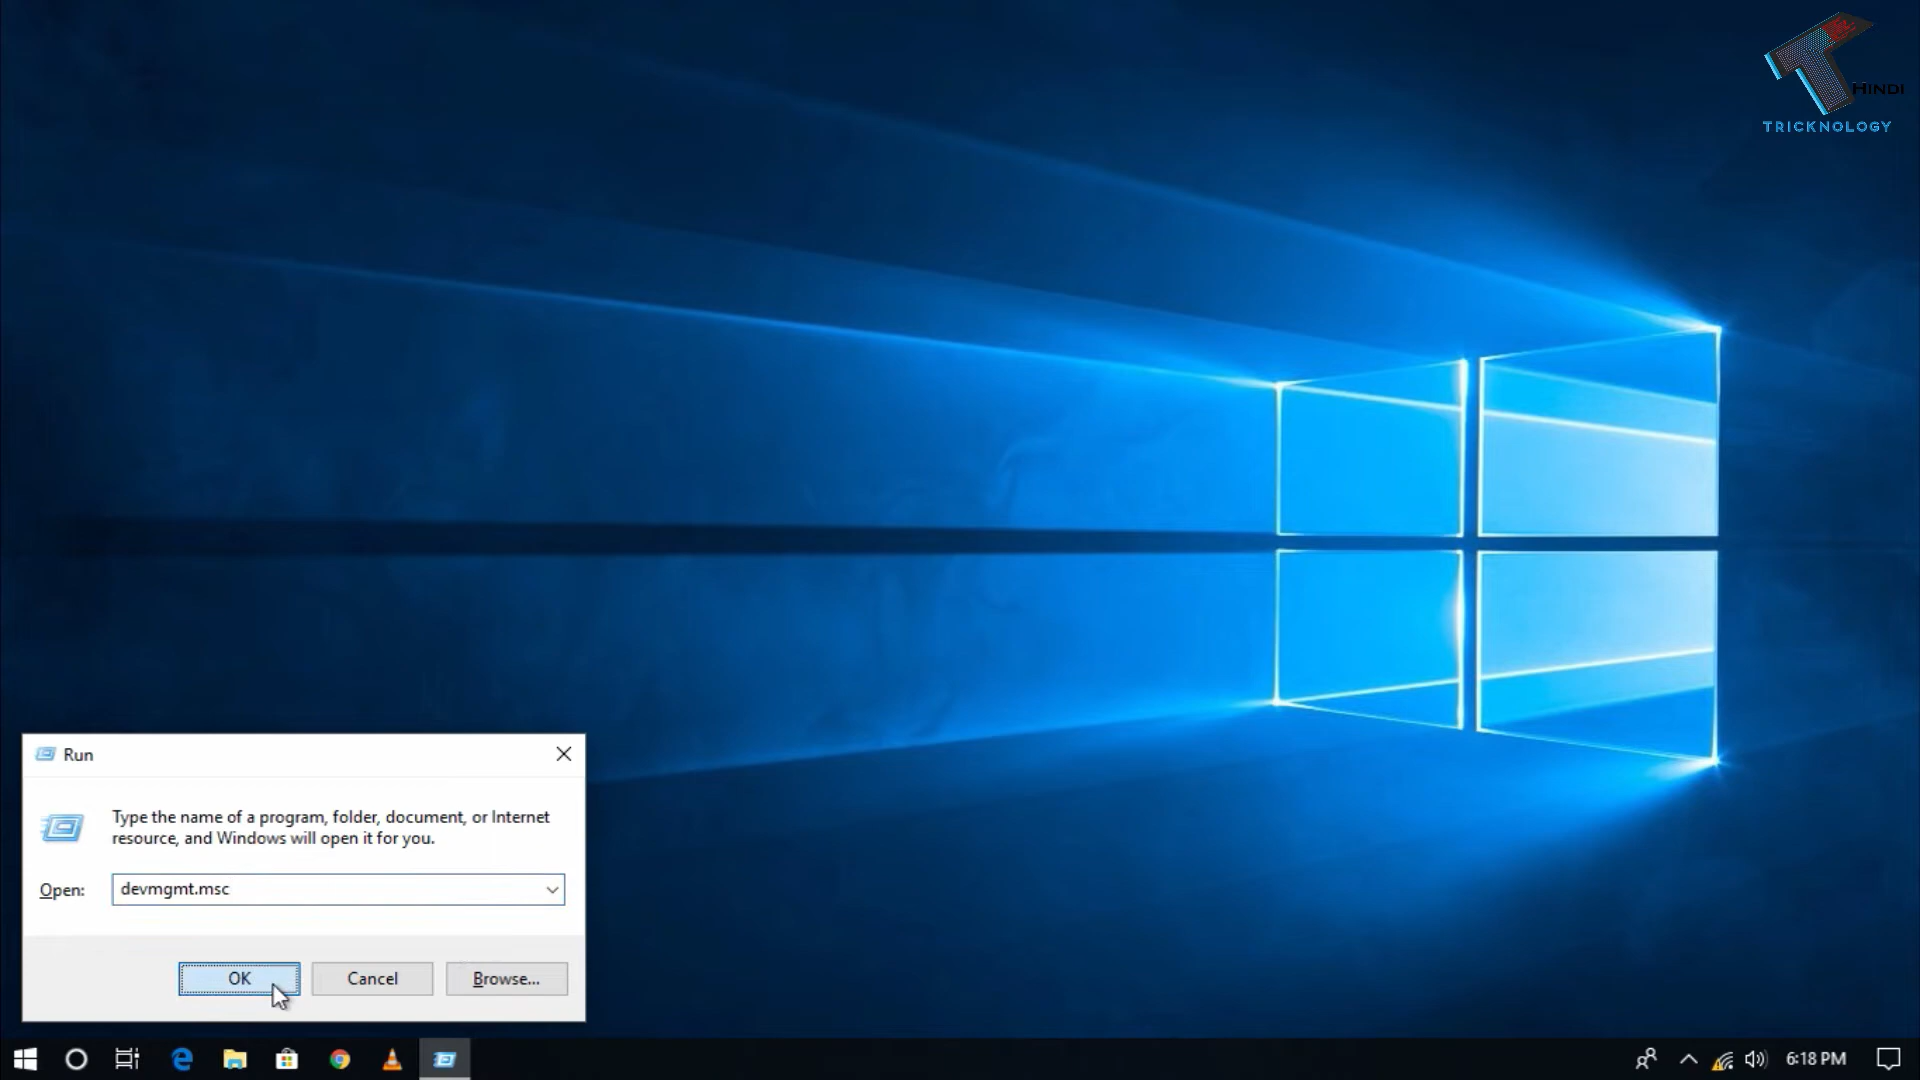 HINDI
TRICKNOLOGY
Run
Type the name of a program, folder, document, or Internet
resource, and Windows will open it for you.
Open: devmgmt.msc
OK Cancel Browse...
6:18 PM